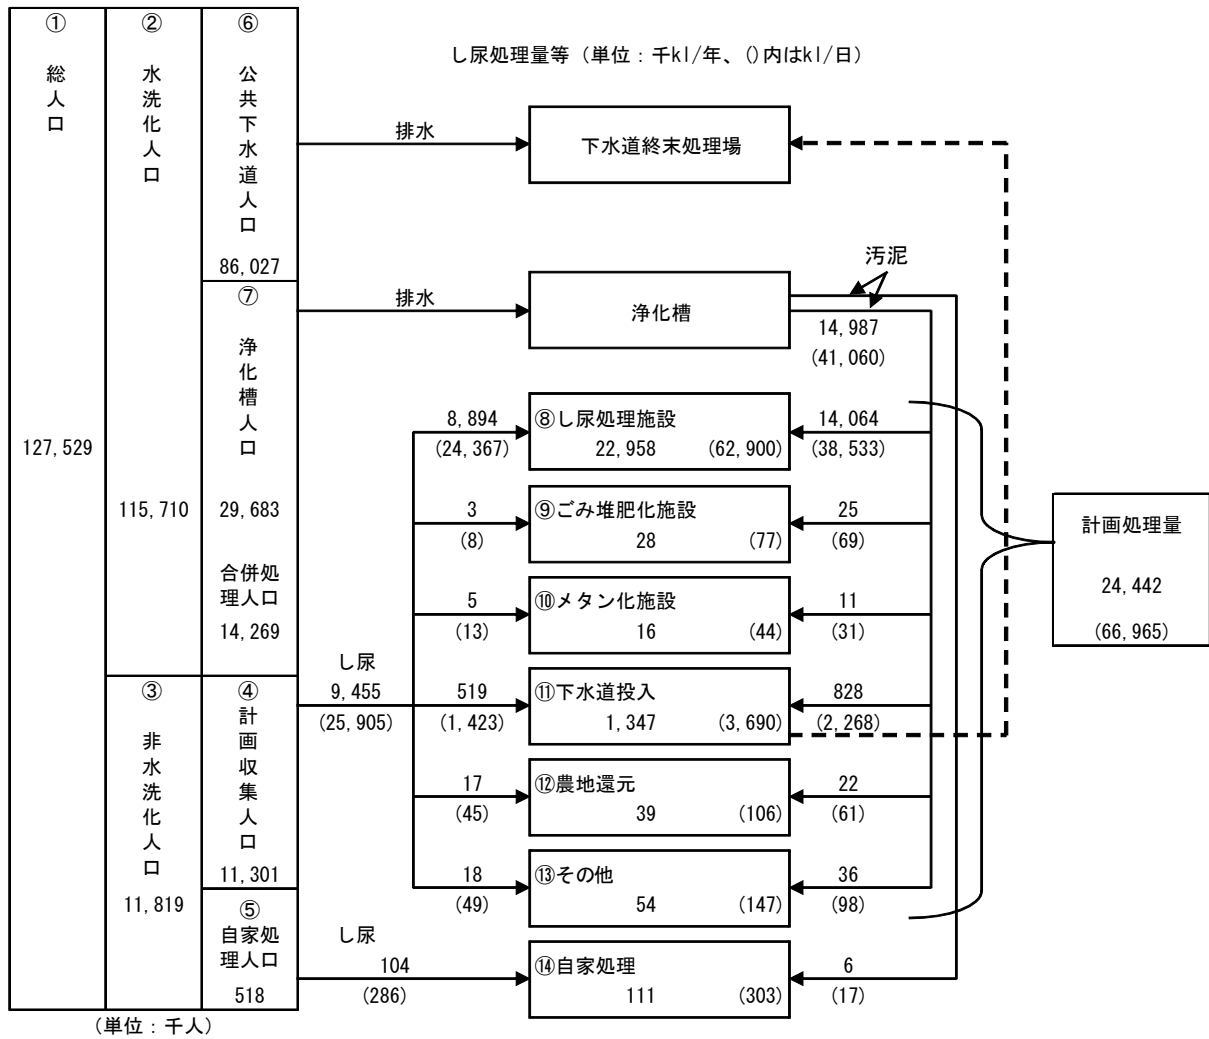 ①
総人口
127,529
②
水洗化人口
115,710
③
非水洗化人口
11,819
⑥
公共下水道人口
86,027
⑦
浄化槽人口
29,683
合併処
理人口
14,269
④
計画収集人口
11,301
⑤
自家処
理人口
518
(単位:千人)
し尿処理量等(単位:千kl/年、()内はkl/日)
排水
下水道終末処理場
排水
浄化槽
汚泥
14,987
(41,060)
8,894
(24,367)
⑧し尿処理施設
22,958 (62,900)
14,064
(38,533)
3
(8)
⑨ごみ堆肥化施設
28 (77)
25
(69)
5
(13)
⑩メタン化施設
16 (44)
11
(31)
し尿
9,455
(25,905)
519
(1,423)
⑪下水道投入
1,347 (3,690)
828
(2,268)
17
(45)
⑫農地還元
39 (106)
22
(61)
18
(49)
⑬その他
54 (147)
36
(98)
し尿
104
(286)
⑭自家処理
111 (303)
6
(17)
計画処理量
24,442
(66,965)